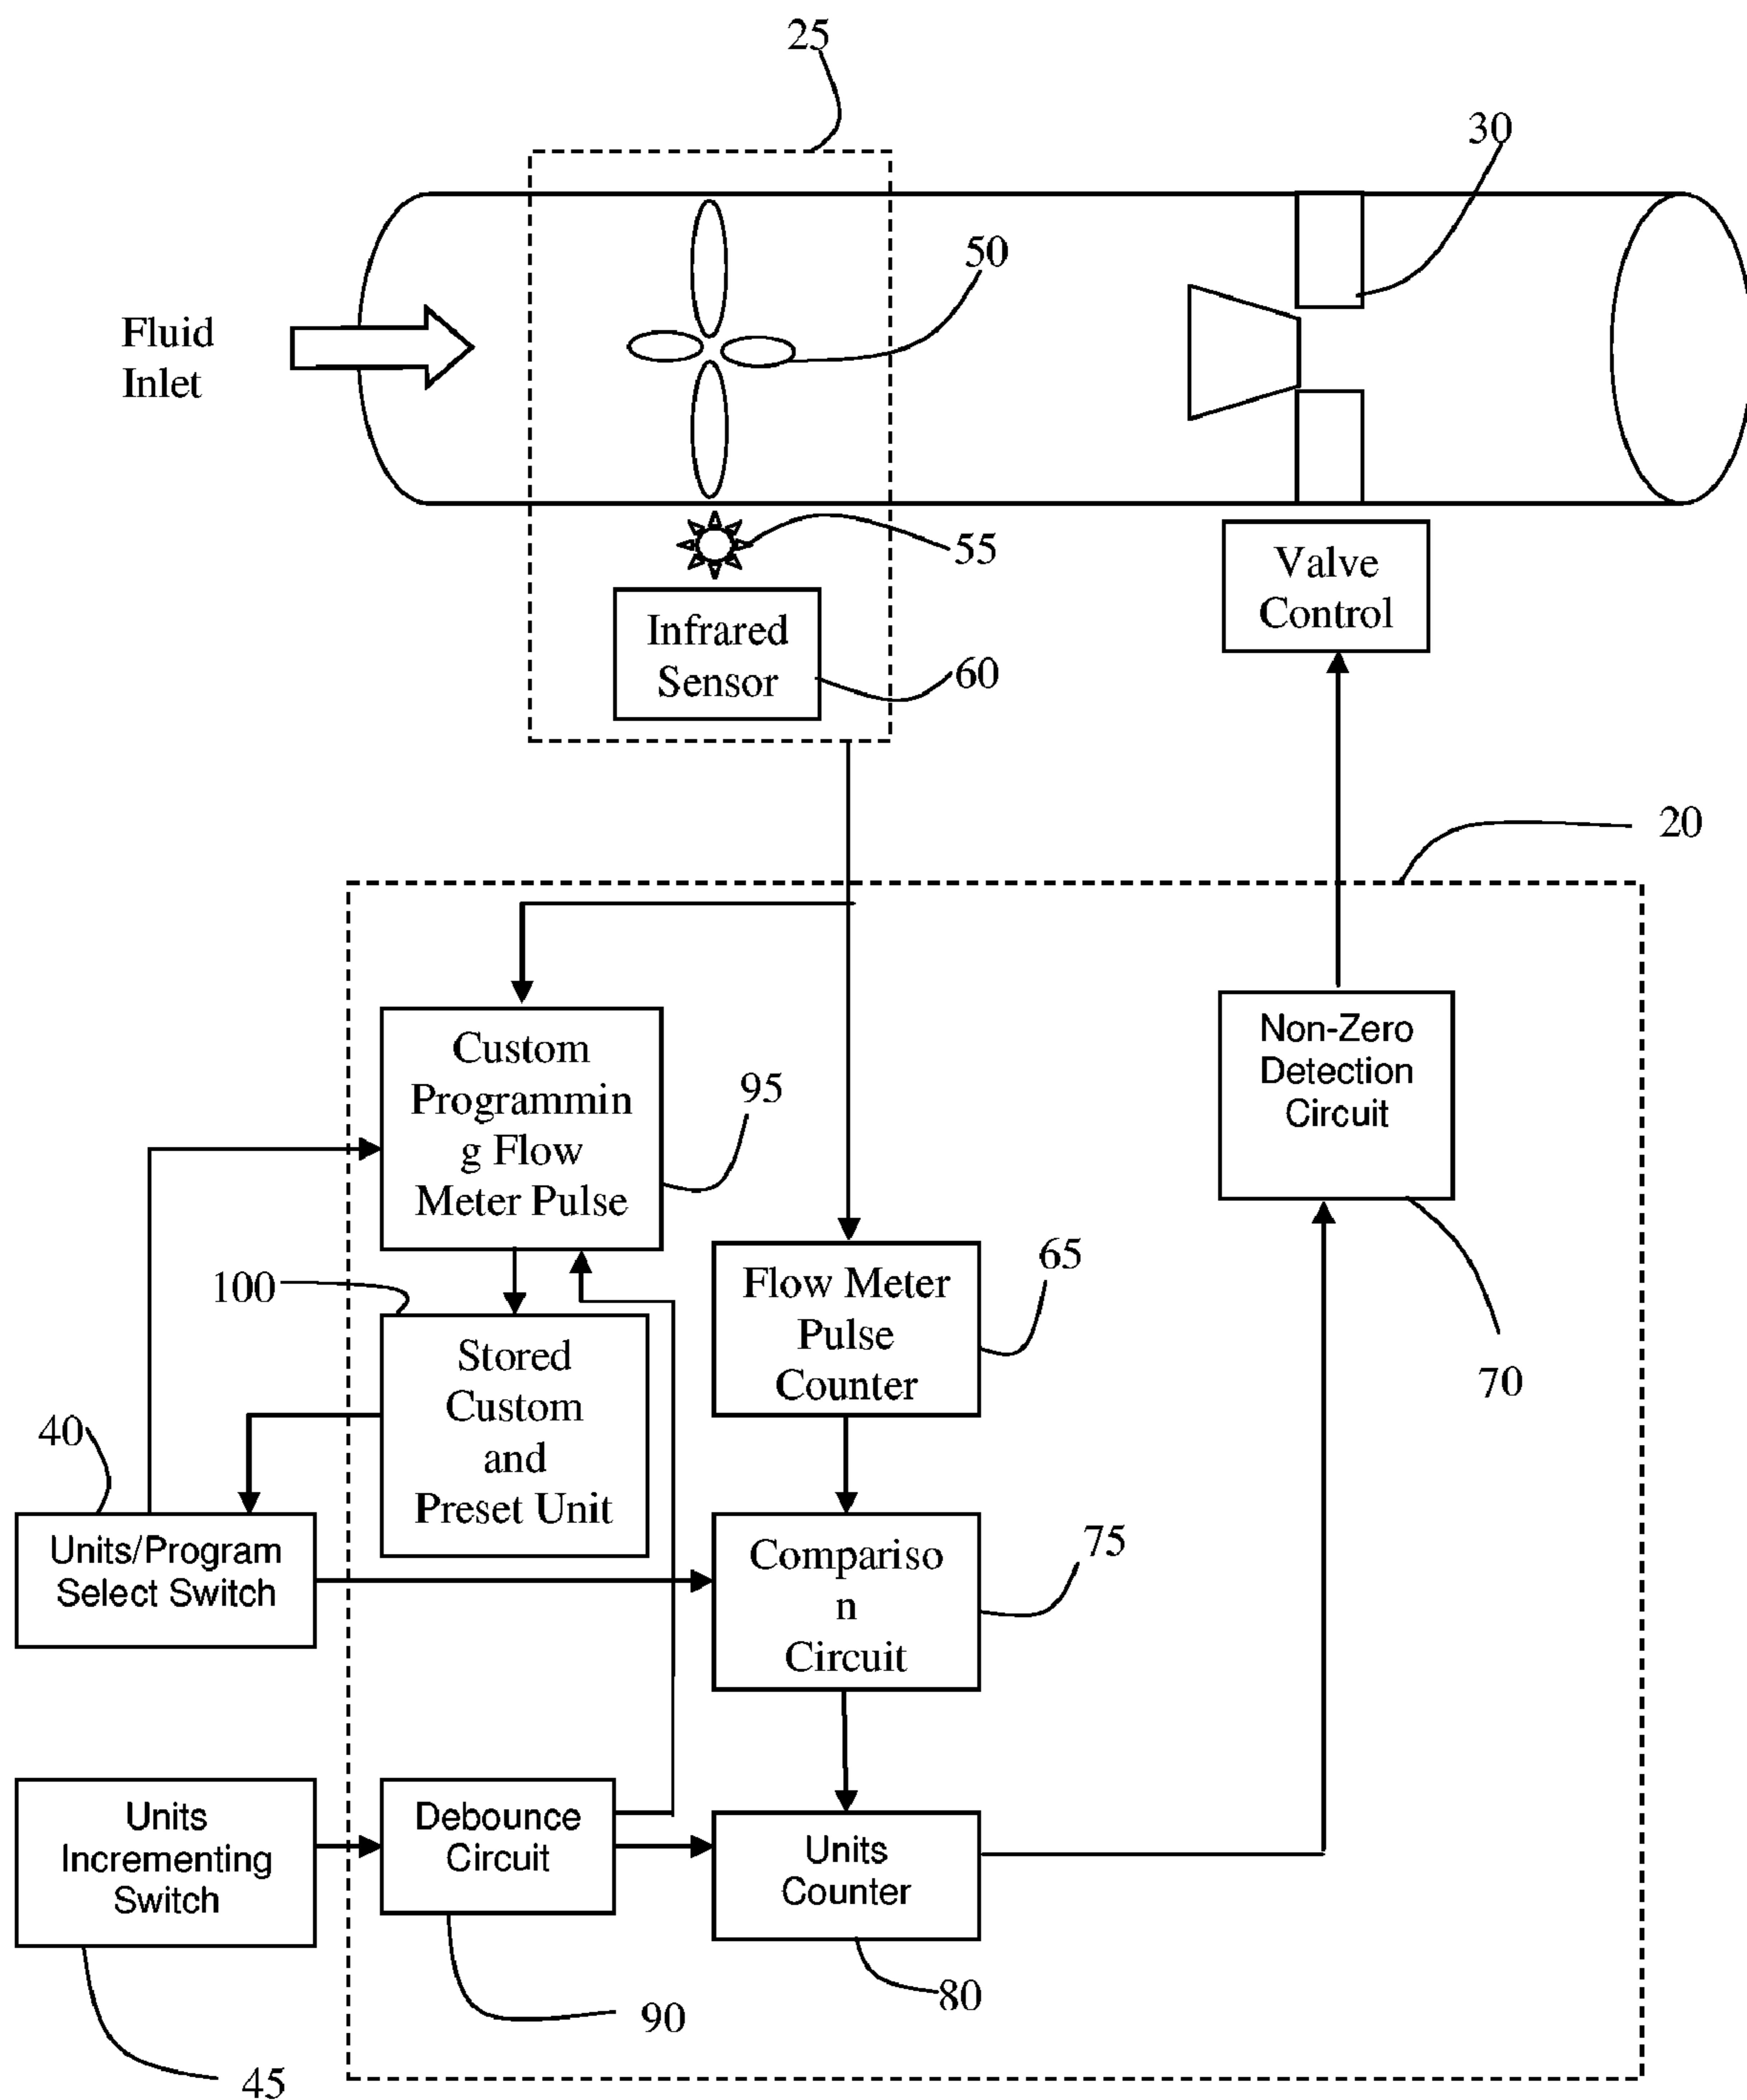 25
30
50
Fluid
Inlet
55
Valve
Control
Infrared
Sensor
60
20
Custom
Programmin
g Flow
Meter Pulse
95
Non-Zero
Detection
Circuit
100
Flow Meter
Pulse
Counter
65
Stored
Custom
and
Preset Unit
70
40
Units/Program
Select Switch
Compariso
n
Circuit
75
Units
Incrementing
Switch
Debounce
Circuit
Units
Counter
80
90
45